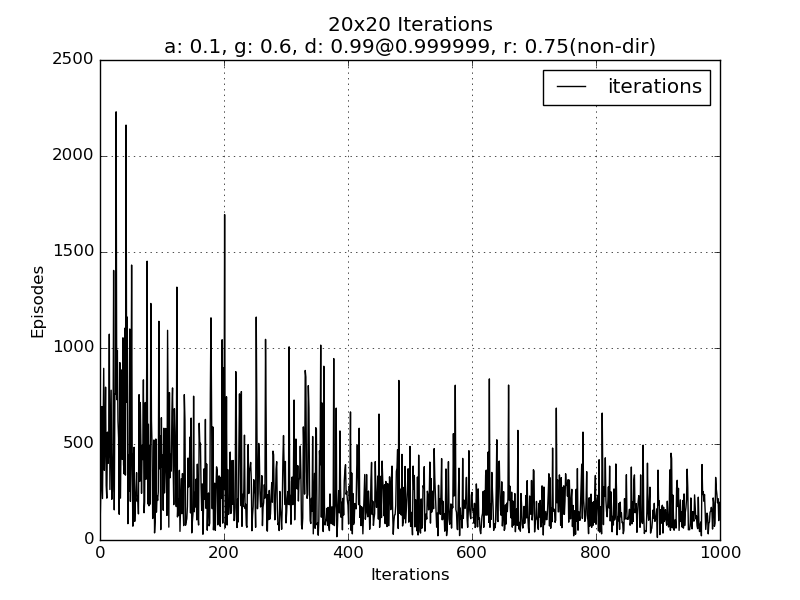 20x20 Iterations
a: 0.1, g: 0.6, d: 0.99@0.999999, r: 0.75(non-dir)
iterations
2500
2000
1500
1000
500
0
Episodes
0 200 400 600 800 1000
Iterations